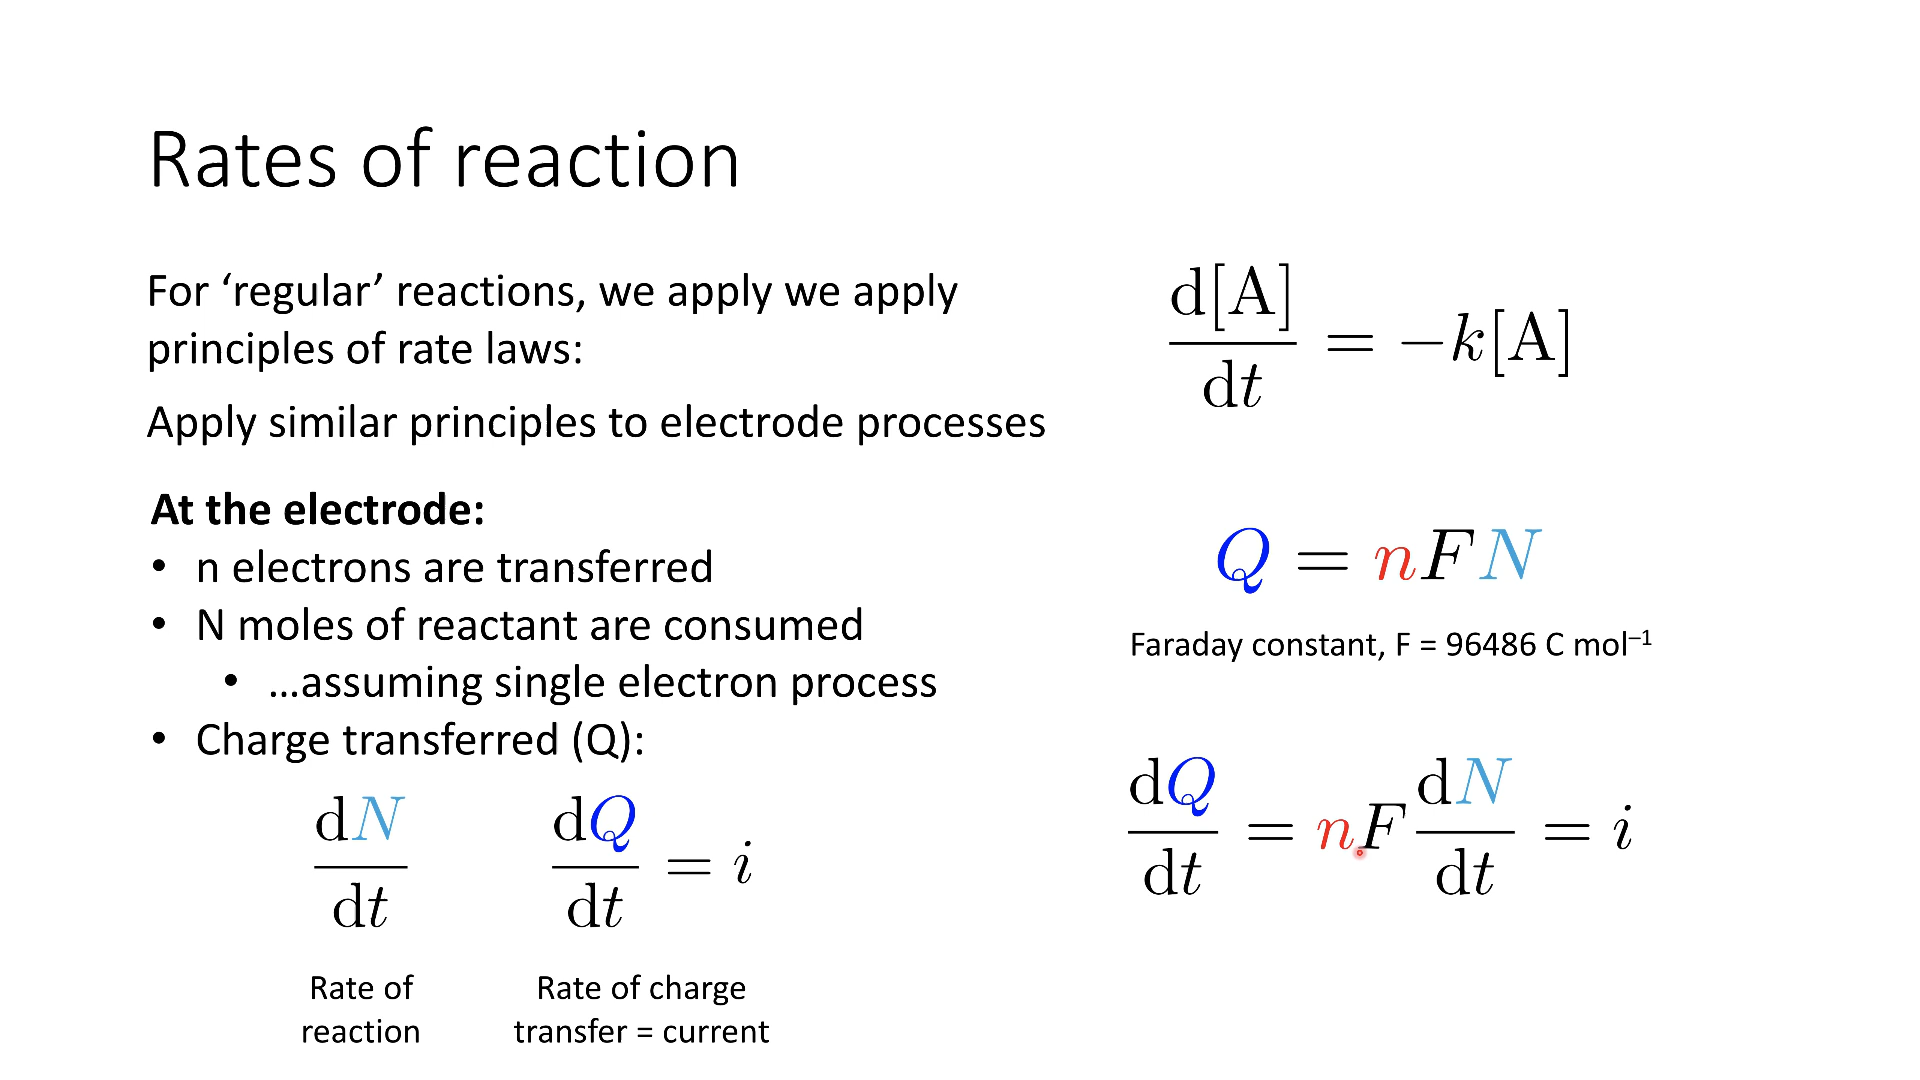 Rates of reaction
For ‘regular’ reactions, we apply we apply
principles of rate laws:
d[A]/dt = −k[A]
Apply similar principles to electrode processes
At the electrode:
• n electrons are transferred
• N moles of reactant are consumed
• ...assuming single electron process
• Charge transferred (Q):
Q = nFN
Faraday constant, F = 96486 C mol⁻¹
dN/dt
dQ/dt = i
dQ/dt = nF dN/dt = i
Rate of
reaction
Rate of charge
transfer = current